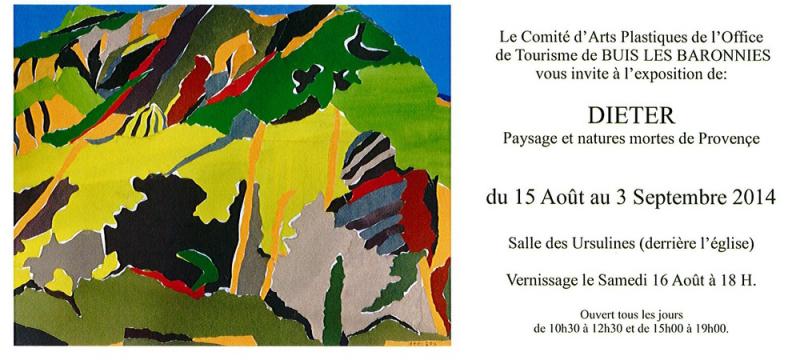 Le Comité d'Arts Plastiques de l'Office
de Tourisme de BUIS LES BARONNIES
vous invite à l'exposition de:
DIETER
Paysage et natures mortes de Provençe
du 15 Août au 3 Septembre 2014
Salle des Ursulines (derrière l'église)
Vernissage le Samedi 16 Août à 18 H.
Ouvert tous les jours
de 10h30 à 12h30 et de 15h00 à 19h00.